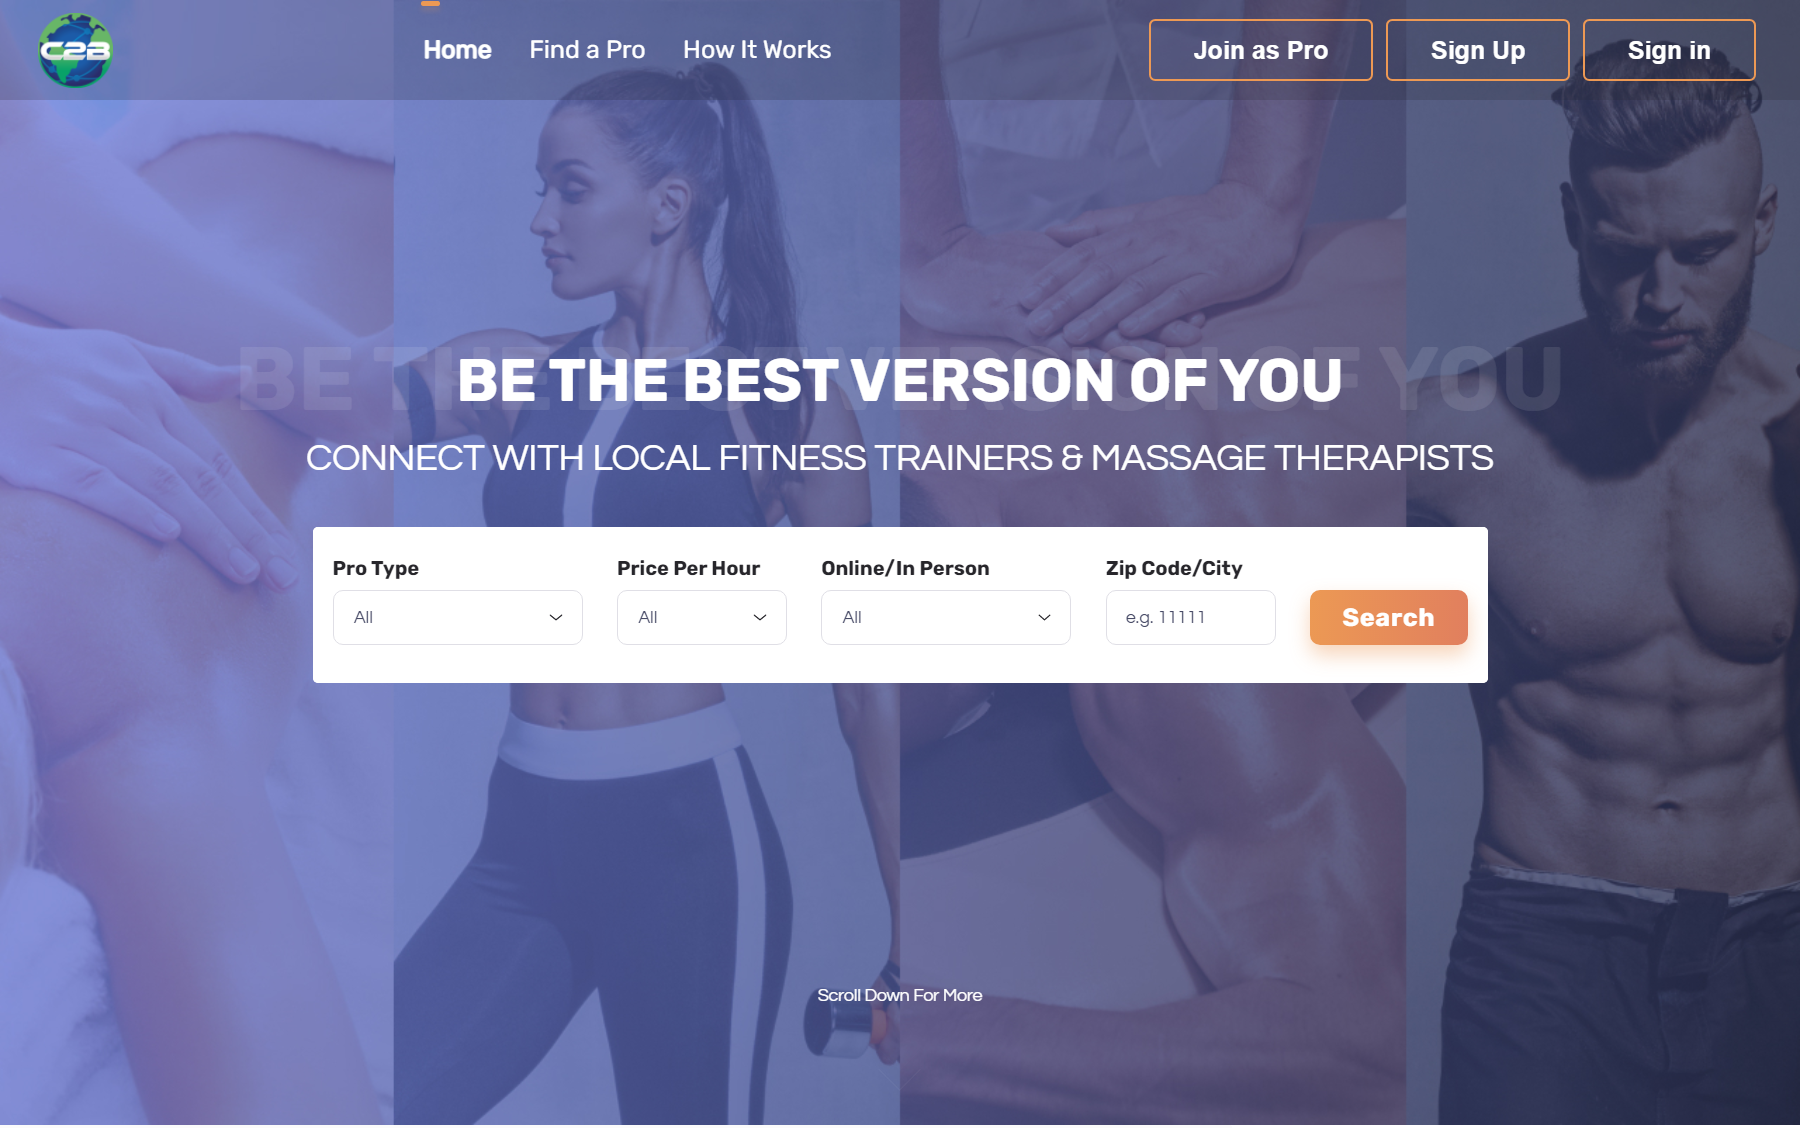 C2B
Home Find a Pro How It Works
Join as Pro Sign Up Sign in
BE THE BEST VERSION OF YOU
BE THE BEST VERSION OF YOU
CONNECT WITH LOCAL FITNESS TRAINERS & MASSAGE THERAPISTS
Pro Type Price Per Hour Online/In Person Zip Code/City
All All All e.g. 11111 Search
Scroll Down For More